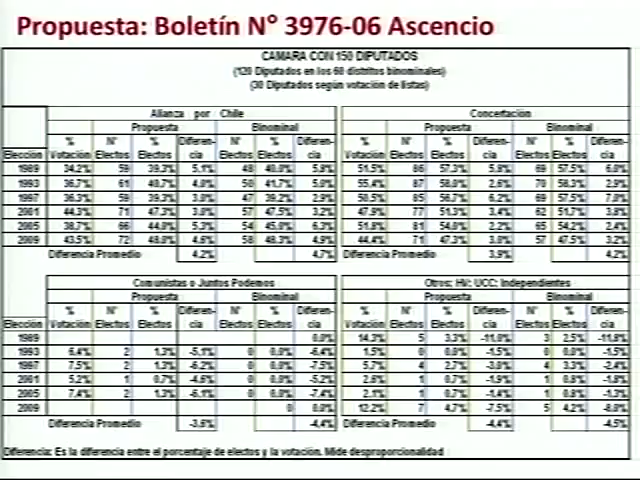 Propuesta: Boletín N° 3976-06 Ascencio
CAMARA CON 150 DIPUTADOS
(120 Diputados en los 60 distritos binominales)
(30 Diputados según votación de listas)
Alianza por Chile Concertación
Propuesta Binominal Propuesta Binominal
% N° % Diferen- N° % Diferen- % N° % Diferen- N° % Diferen-
Elección Votación Electos Electos cia Electos Electos cia Votación Electos Electos cia Electos Electos cia
1989 34,2% 59 39,3% 5,1% 48 40,0% 5,8% 51,5% 86 57,3% 5,8% 69 57,5% 6,0%
1993 36,7% 61 40,7% 4,0% 50 41,7% 5,0% 55,4% 87 58,0% 2,6% 70 58,3% 2,9%
1997 36,3% 59 39,3% 3,0% 47 39,2% 2,9% 50,5% 85 56,7% 6,2% 69 57,5% 7,0%
2001 44,3% 71 47,3% 3,0% 57 47,5% 3,2% 47,9% 77 51,3% 3,4% 62 51,7% 3,8%
2005 38,7% 66 44,0% 5,3% 54 45,0% 6,3% 51,8% 81 54,0% 2,2% 65 54,2% 2,4%
2009 43,5% 72 48,0% 4,6% 58 48,3% 4,9% 44,4% 71 47,3% 3,0% 57 47,5% 3,2%
Diferencia Promedio 4,2% 4,7% Diferencia Promedio 3,9% 4,2%
Comunistas o Juntos Podemos Otros: HV: UCC: Independientes
Propuesta Binominal Propuesta Binominal
% N° % Diferen- N° % Diferen- % N° % Diferen- N° % Diferen-
Elección Votación Electos Electos cia Electos Electos cia Votación Electos Electos cia Electos Electos cia
1989 0,0% 14,3% 5 3,3% -11,0% 3 2,5% -11,8%
1993 6,4% 2 1,3% -5,1% 0 0,0% -6,4% 1,5% 0 0,0% -1,5% 0 0,0% -1,5%
1997 7,5% 2 1,3% -6,2% 0 0,0% -7,5% 5,7% 4 2,7% -3,0% 4 3,3% -2,4%
2001 5,2% 1 0,7% -4,6% 0 0,0% -5,2% 2,6% 1 0,7% -1,9% 1 0,8% -1,8%
2005 7,4% 2 1,3% -6,1% 0 0,0% -7,4% 2,1% 1 0,7% -1,4% 1 0,8% -1,3%
2009 0 0,0% 12,2% 7 4,7% -7,5% 5 4,2% -8,0%
Diferencia Promedio -3,6% -4,4% Diferencia Promedio -4,4% -4,5%
Diferencia: Es la diferencia entre el porcentaje de electos y la votación. Mide desproporcionalidad